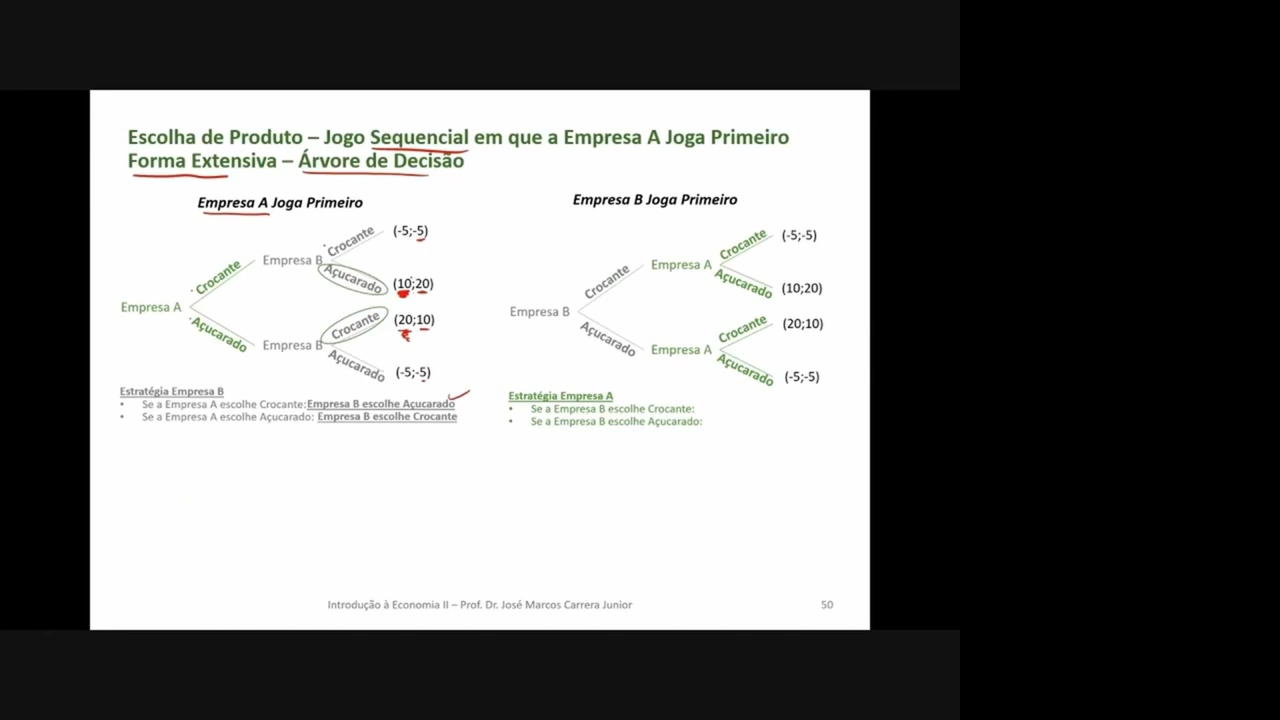 Escolha de Produto – Jogo Sequencial em que a Empresa A Joga Primeiro
Forma Extensiva – Árvore de Decisão
Empresa A Joga Primeiro
Crocante
(-5;-5)
Empresa B
Crocante
Açucarado
(10;20)
Empresa A
Açucarado
Crocante
(20;10)
Empresa B
Açucarado
(-5;-5)
Estratégia Empresa B
• Se a Empresa A escolhe Crocante:Empresa B escolhe Açucarado
• Se a Empresa A escolhe Açucarado: Empresa B escolhe Crocante
Empresa B Joga Primeiro
Crocante
(-5;-5)
Empresa A
Crocante
Açucarado
(10;20)
Empresa B
Açucarado
Crocante
(20;10)
Empresa A
Açucarado
(-5;-5)
Estratégia Empresa A
• Se a Empresa B escolhe Crocante:
• Se a Empresa B escolhe Açucarado:
Introdução à Economia II – Prof. Dr. José Marcos Carrera Junior
50